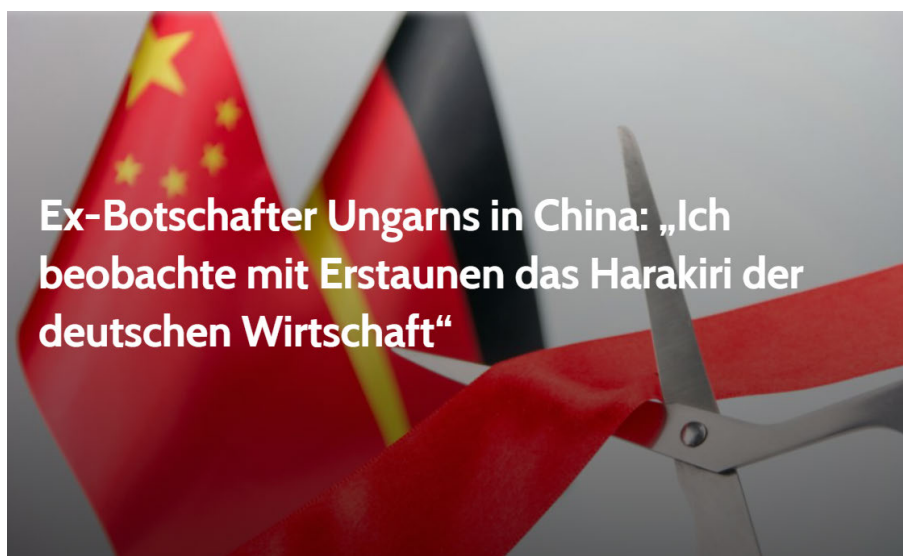 Ex-Botschafter Ungarns in China: „Ich
beobachte mit Erstaunen das Harakiri der
deutschen Wirtschaft“